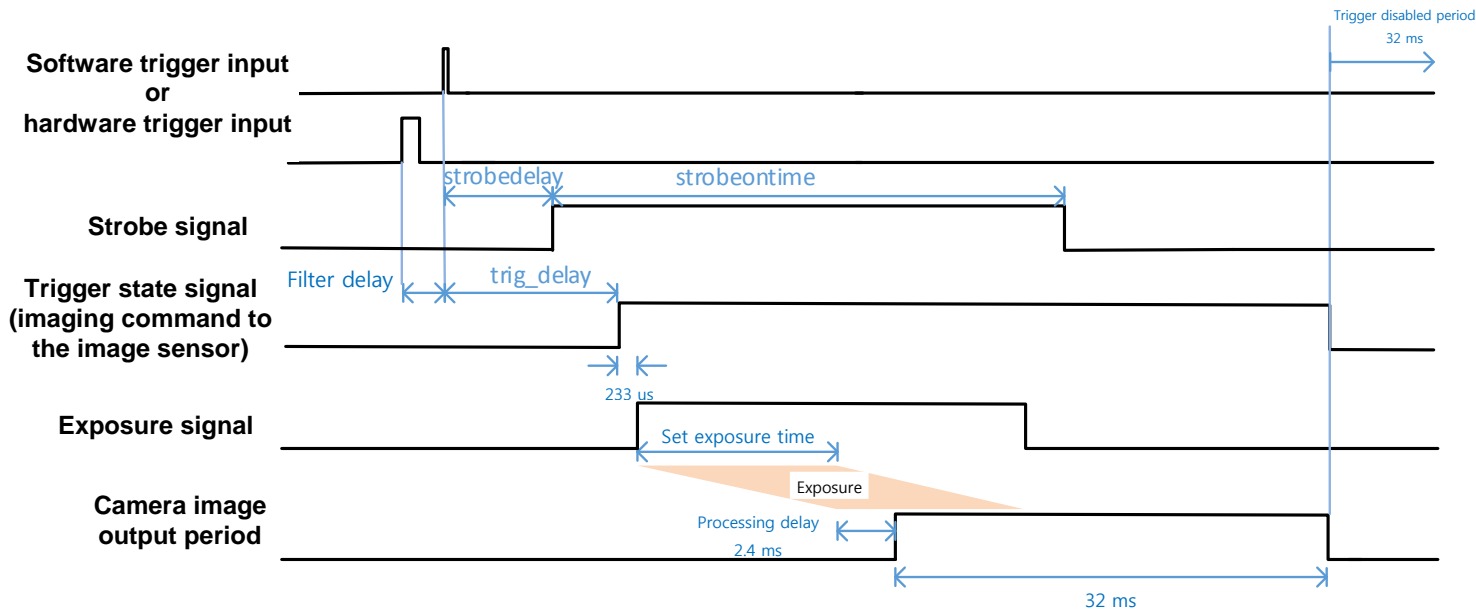 Trigger disabled period
32 ms
Software trigger input
or
hardware trigger input
strobedelay
strobeontime
Strobe signal
Filter delay
trig_delay
Trigger state signal
(imaging command to
the image sensor)
233 us
Exposure signal
Set exposure time
Exposure
Camera image
output period
Processing delay
2.4 ms
32 ms